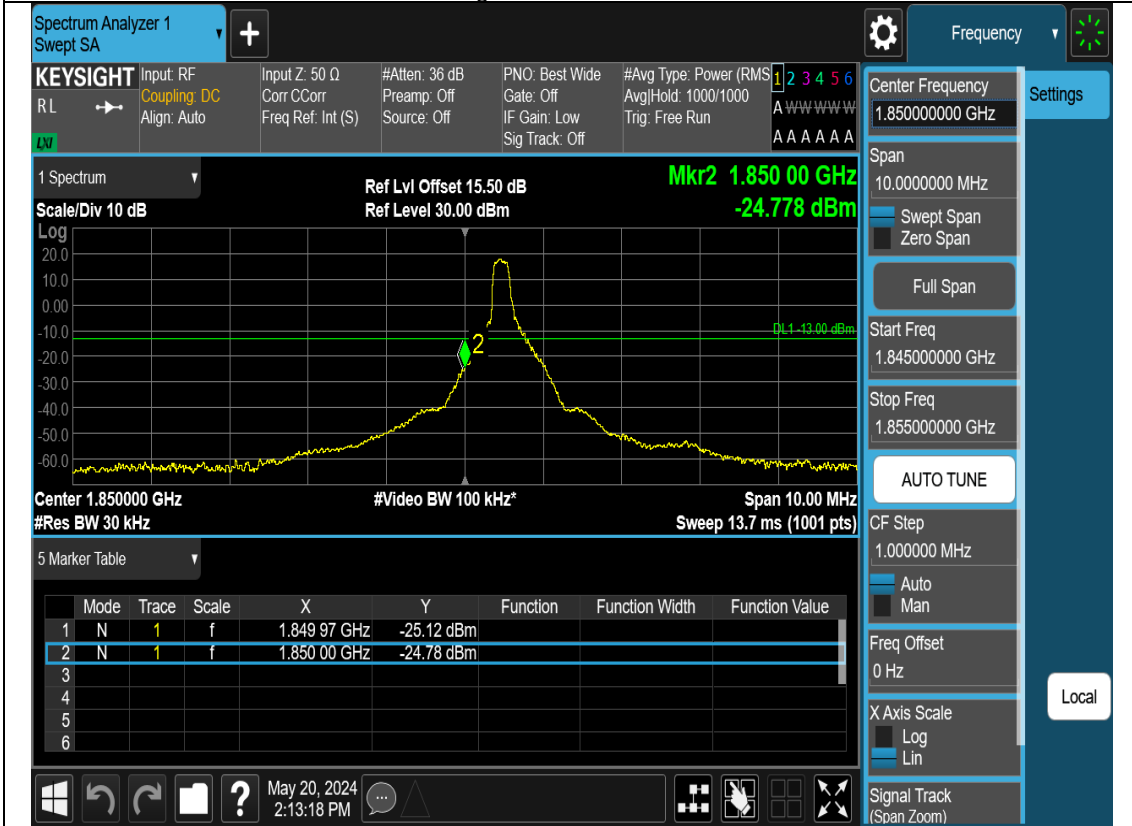 Spectrum Analyzer 1
Swept SA
+
Frequency
KEYSIGHT
RL
LXI
Input: RF
Coupling: DC
Align: Auto
Input Z: 50 Ω
Corr CCorr
Freq Ref: Int (S)
#Atten: 36 dB
Preamp: Off
Source: Off
PNO: Best Wide
Gate: Off
IF Gain: Low
Sig Track: Off
#Avg Type: Power (RMS
Avg|Hold: 1000/1000
Trig: Free Run
1 2 3 4 5 6
A W W W W W
A A A A A A
1 Spectrum
Scale/Div 10 dB
Log
Ref Lvl Offset 15.50 dB
Ref Level 30.00 dBm
Mkr2 1.850 00 GHz
-24.778 dBm
20.0
10.0
0.00
-10.0
-20.0
-30.0
-40.0
-50.0
-60.0
DL1 -13.00 dBm
2
Center 1.850000 GHz
#Video BW 100 kHz*
Span 10.00 MHz
#Res BW 30 kHz
Sweep 13.7 ms (1001 pts)
5 Marker Table
Mode Trace Scale X Y Function Function Width Function Value
1 N 1 f 1.849 97 GHz -25.12 dBm
2 N 1 f 1.850 00 GHz -24.78 dBm
3
4
5
6
?
May 20, 2024
2:13:18 PM
Center Frequency
1.850000000 GHz
Span
10.0000000 MHz
Swept Span
Zero Span
Full Span
Start Freq
1.845000000 GHz
Stop Freq
1.855000000 GHz
AUTO TUNE
CF Step
1.000000 MHz
Auto
Man
Freq Offset
0 Hz
X Axis Scale
Log
Lin
Signal Track
(Span Zoom)
Settings
Local